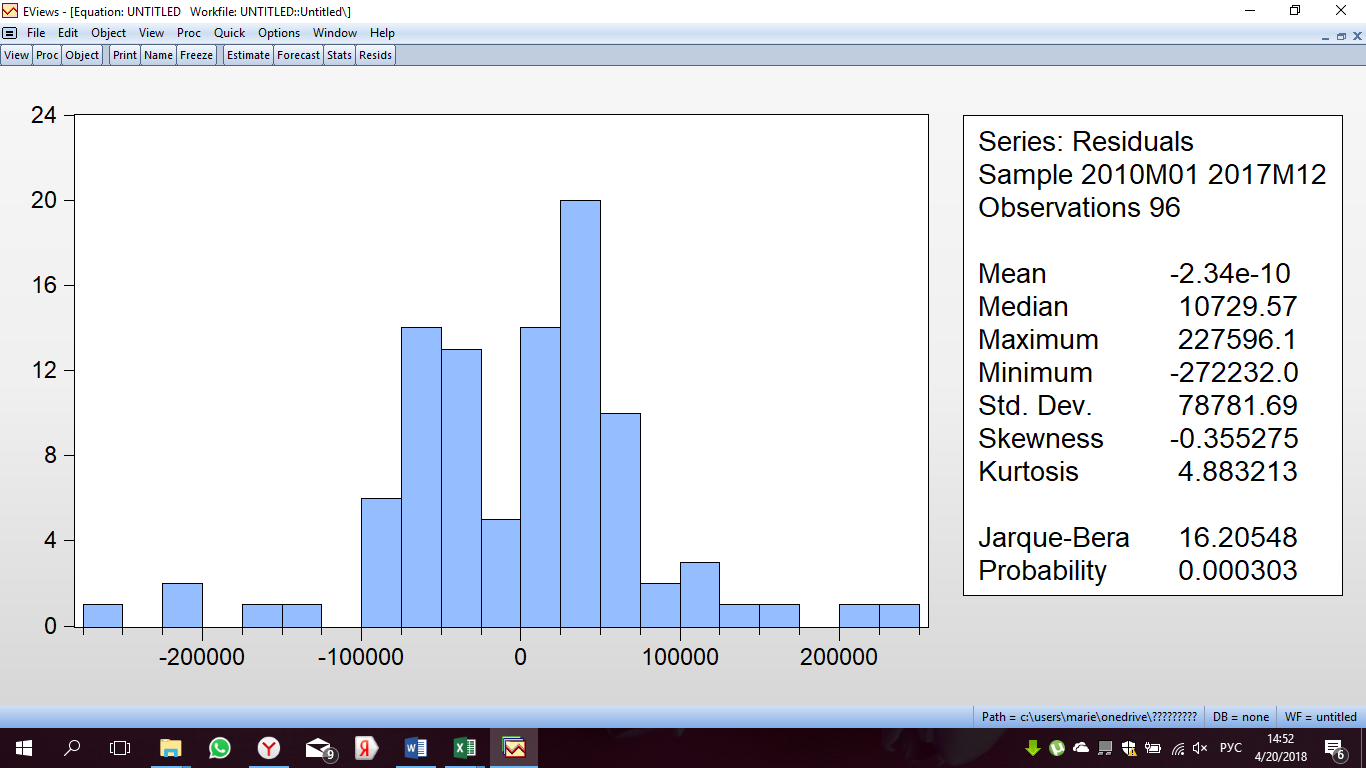 EViews - [Equation: UNTITLED   Workfile: UNTITLED::Untitled\]
File Edit Object View Proc Quick Options Window Help
View Proc Object Print Name Freeze Estimate Forecast Stats Resids
24
20
16
12
8
4
0
-200000 -100000 0 100000 200000
Series: Residuals
Sample 2010M01 2017M12
Observations 96
Mean -2.34e-10
Median 10729.57
Maximum 227596.1
Minimum -272232.0
Std. Dev. 78781.69
Skewness -0.355275
Kurtosis 4.883213
Jarque-Bera 16.20548
Probability 0.000303
Path = c:\users\marie\onedrive\????????? DB = none WF = untitled
9
Я
РУС
14:52
4/20/2018
6